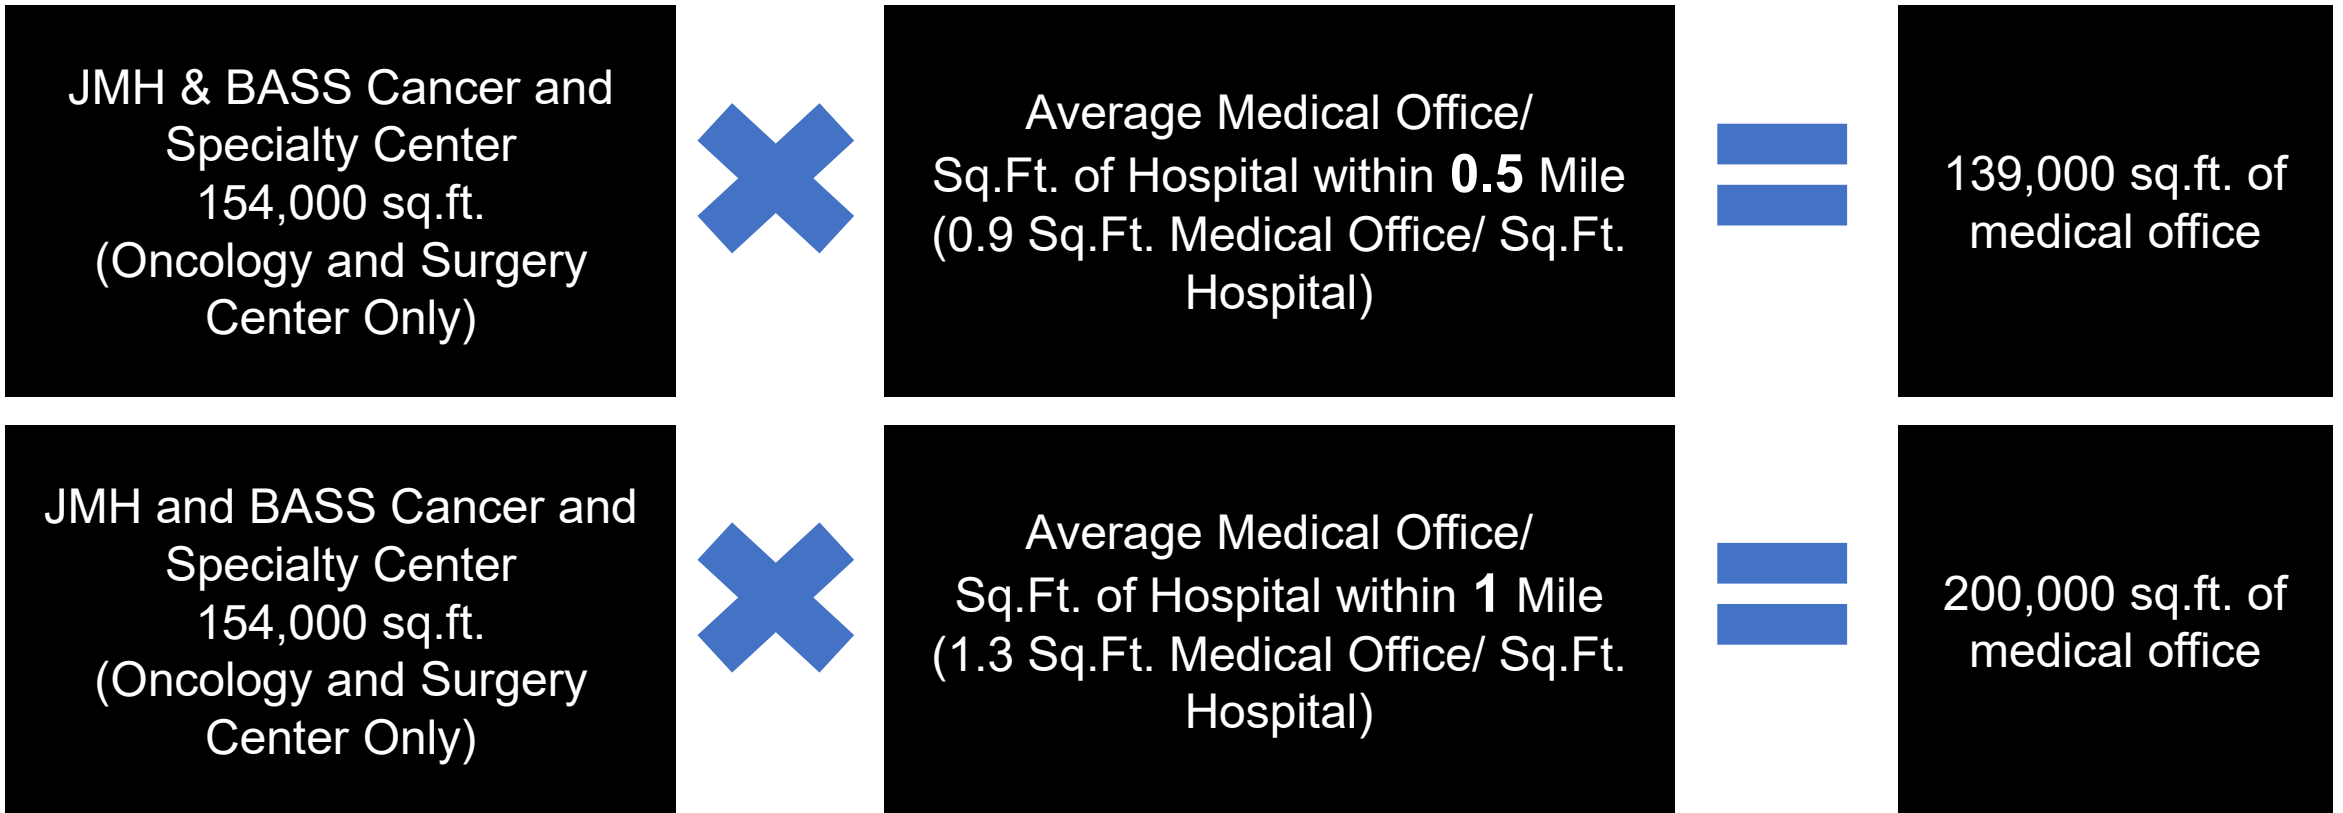 JMH & BASS Cancer and
Specialty Center
154,000 sq.ft.
(Oncology and Surgery
Center Only)
Average Medical Office/
Sq.Ft. of Hospital within 0.5 Mile
(0.9 Sq.Ft. Medical Office/ Sq.Ft.
Hospital)
139,000 sq.ft. of
medical office
JMH and BASS Cancer and
Specialty Center
154,000 sq.ft.
(Oncology and Surgery
Center Only)
Average Medical Office/
Sq.Ft. of Hospital within 1 Mile
(1.3 Sq.Ft. Medical Office/ Sq.Ft.
Hospital)
200,000 sq.ft. of
medical office